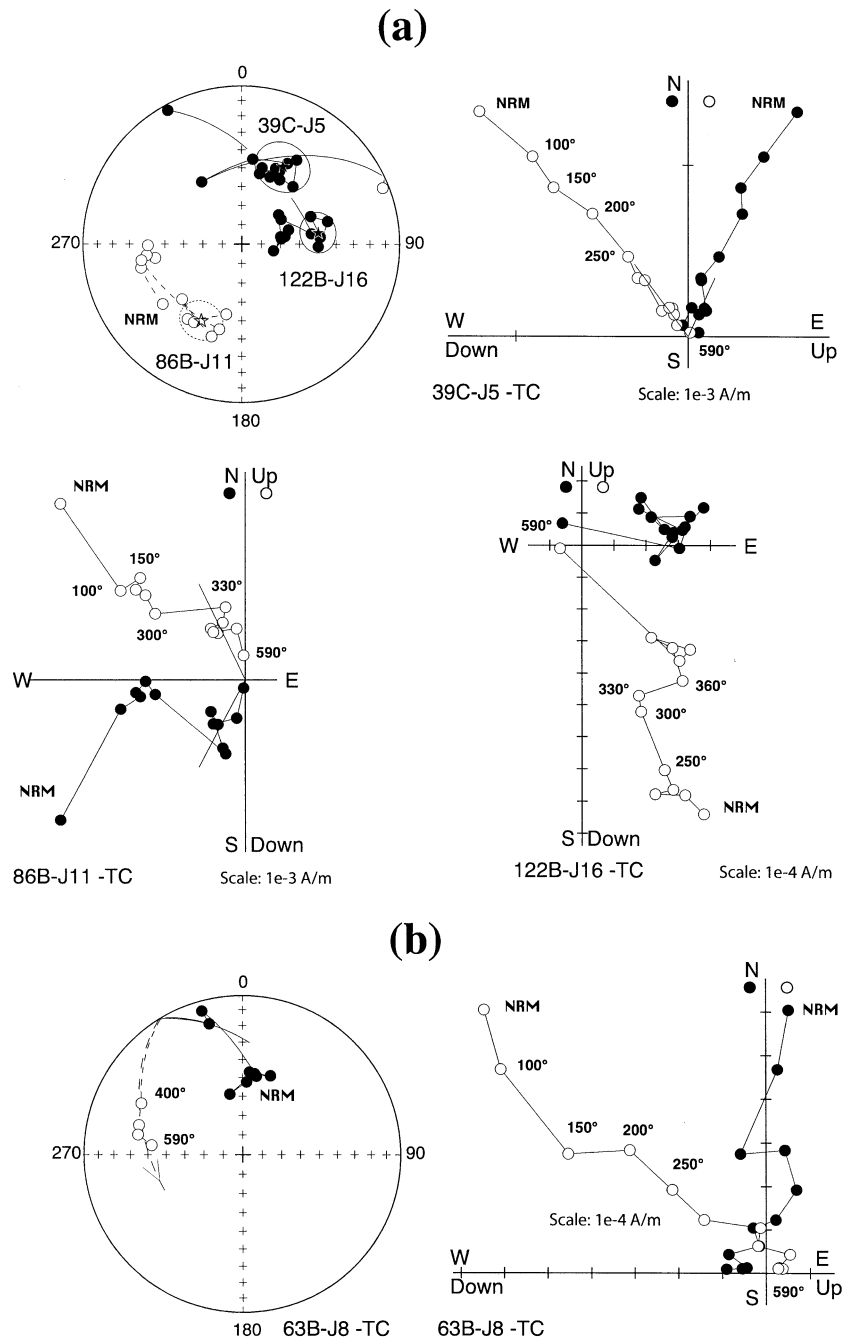 (a)
0
39C-J5
270
90
122B-J16
NRM
86B-J11
180
N
NRM
NRM
100°
150°
200°
250°
W
E
Down
S
590°
Up
39C-J5 -TC
Scale: 1e-3 A/m
N Up
NRM
150°
100°
330°
300°
590°
W
E
NRM
S Down
86B-J11 -TC
Scale: 1e-3 A/m
N Up
590°
W
E
330°
360°
300°
250°
NRM
S Down
122B-J16 -TC
Scale: 1e-4 A/m
(b)
0
400°
NRM
590°
270
90
180
63B-J8 -TC
N
NRM
NRM
100°
150°
200°
250°
Scale: 1e-4 A/m
W
E
Down
S
590°
Up
63B-J8 -TC